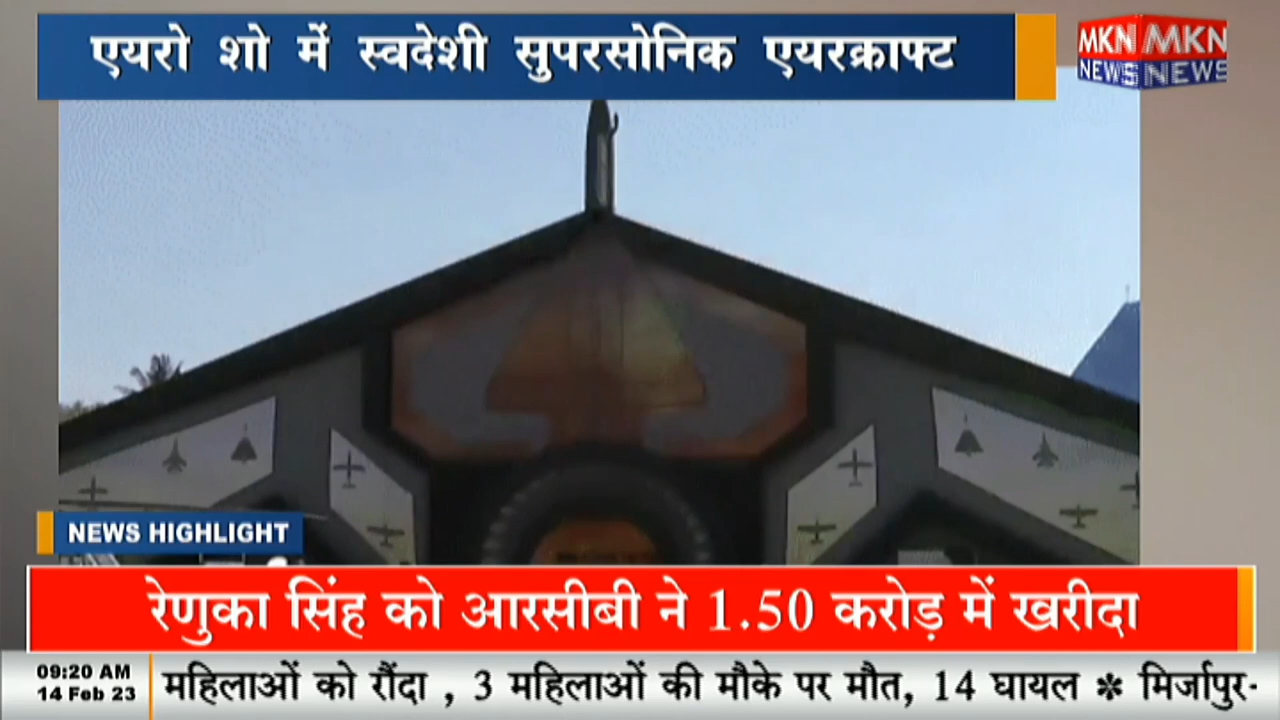 एयरो शो में स्वदेशी सुपरसोनिक एयरक्राफ्ट
MKN MKN
NEWS NEWS
NEWS HIGHLIGHT
रेणुका सिंह को आरसीबी ने 1.50 करोड़ में खरीदा
09:20 AM
14 Feb 23
महिलाओं को रौंदा , 3 महिलाओं की मौके पर मौत, 14 घायल * मिर्जापुर-